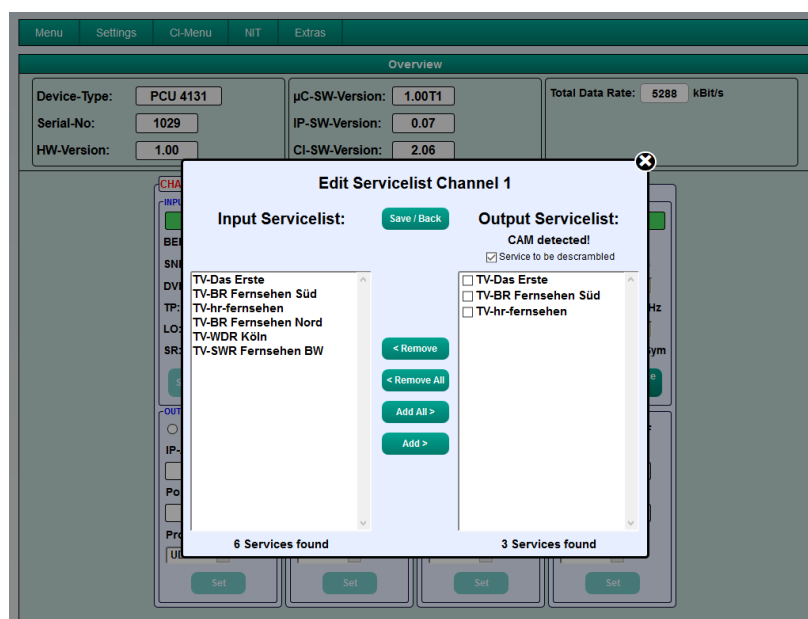 Menu Settings CI-Menu NIT Extras
Overview
Device-Type: PCU 4131
Serial-No: 1029
HW-Version: 1.00
µC-SW-Version: 1.00T1
IP-SW-Version: 0.07
CI-SW-Version: 2.06
Total Data Rate: 5288 kBit/s
Edit Servicelist Channel 1
Input Servicelist:
Save / Back
Output Servicelist:
CAM detected!
Service to be descrambled
TV-Das Erste
TV-BR Fernsehen Süd
TV-hr-fernsehen
TV-BR Fernsehen Nord
TV-WDR Köln
TV-SWR Fernsehen BW
< Remove
< Remove All
Add All >
Add >
TV-Das Erste
TV-BR Fernsehen Süd
TV-hr-fernsehen
6 Services found
3 Services found
TP:
LO:
SR:
Hz
Set
Set
Set
Set